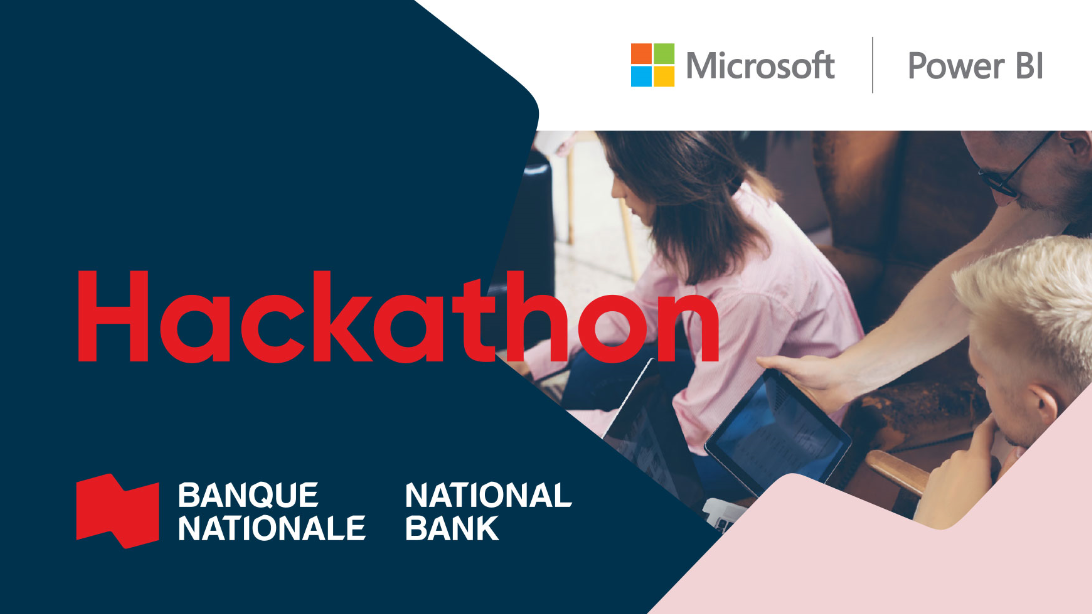 Microsoft | Power BI
Hackathon
BANQUE NATIONALE
NATIONAL BANK